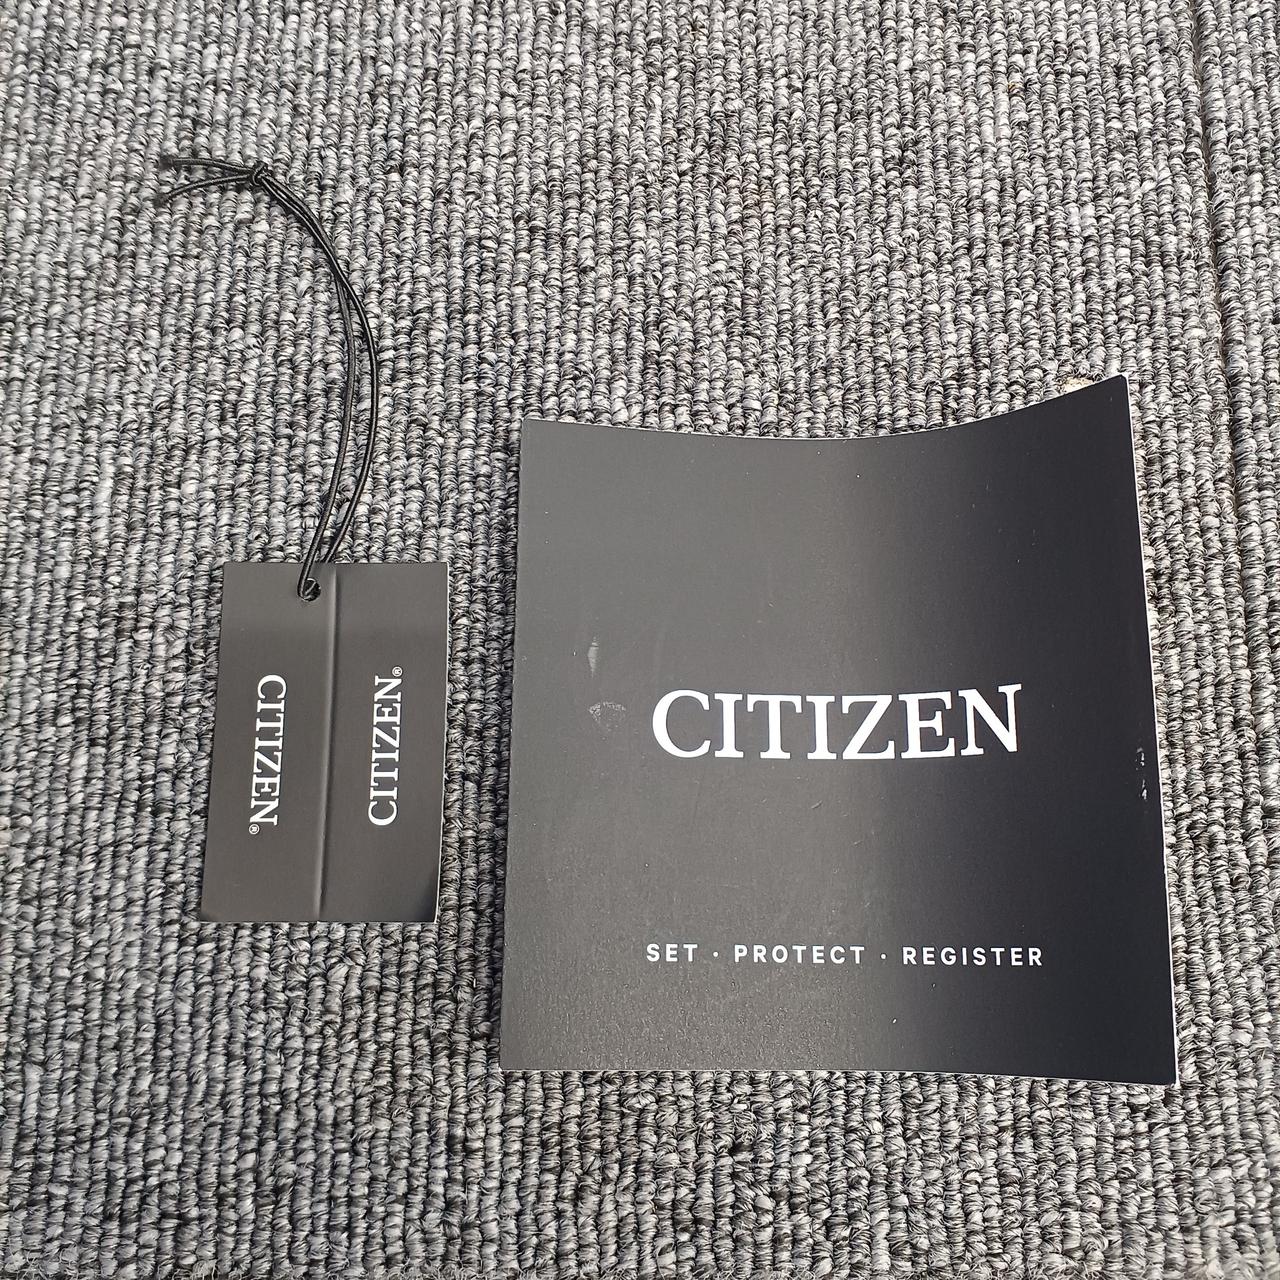 CITIZEN®
CITIZEN®
CITIZEN
SET · PROTECT · REGISTER